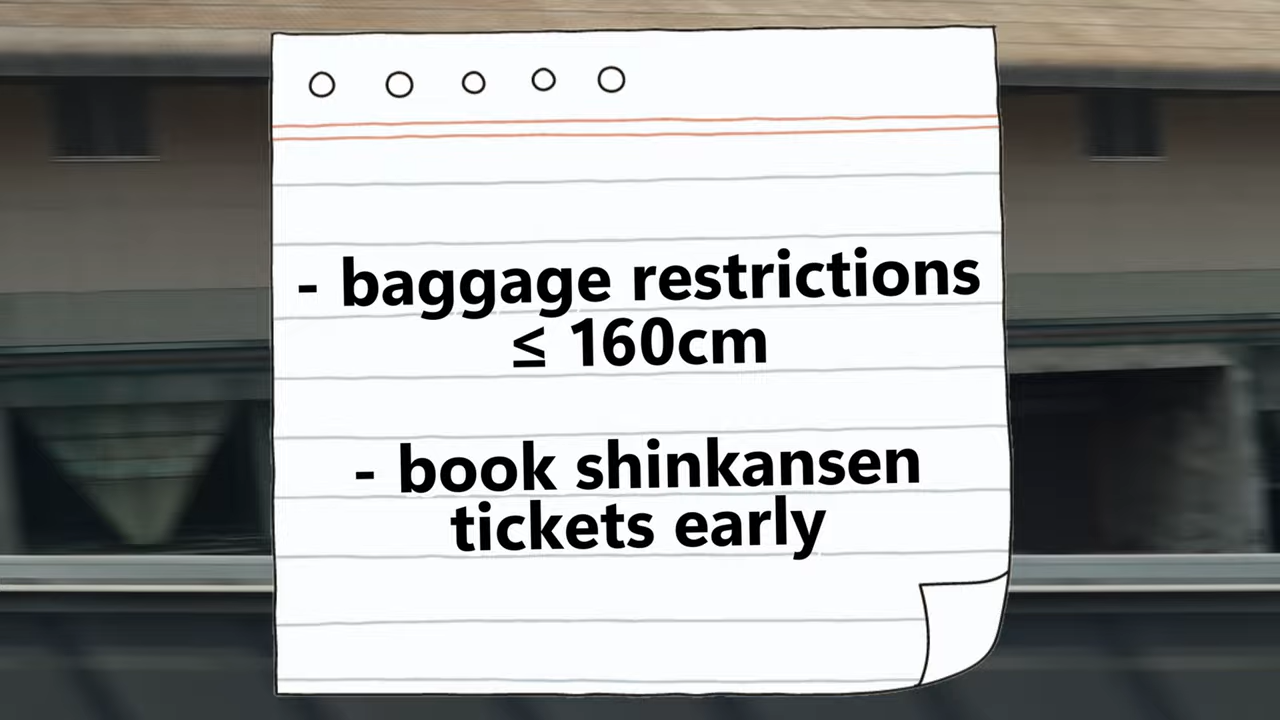 - baggage restrictions
≤ 160cm
- book shinkansen
tickets early